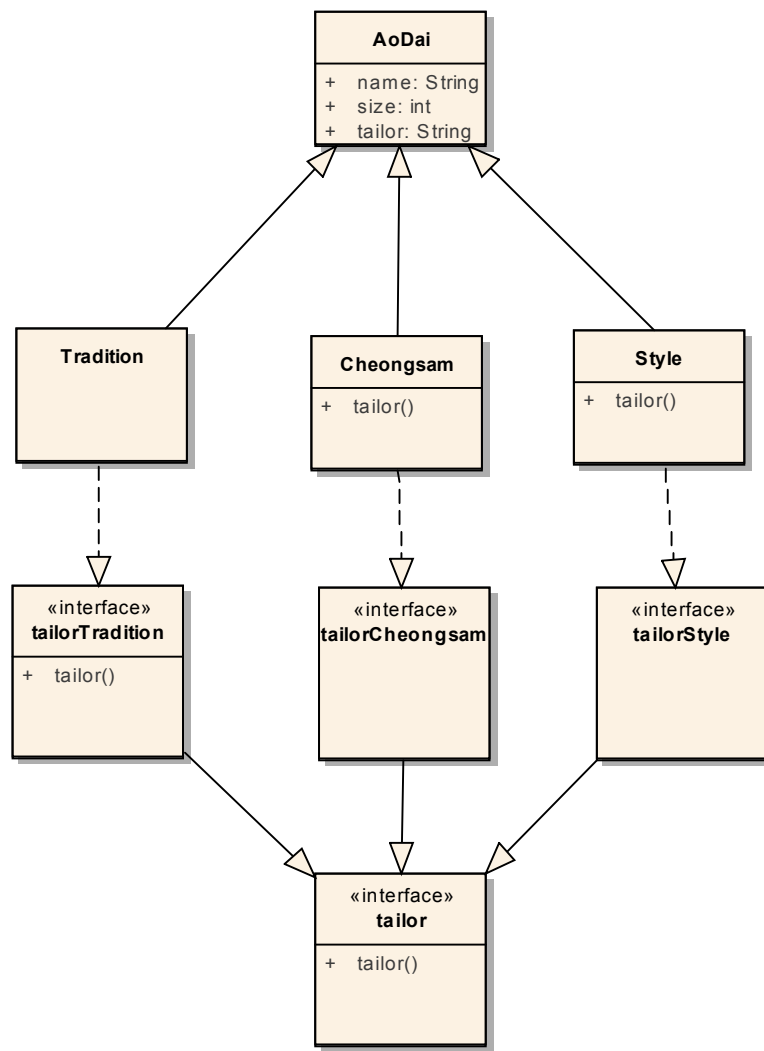 AoDai
+ name: String
+ size: int
+ tailor: String
Tradition
Cheongsam
+ tailor()
Style
+ tailor()
«interface»
tailorTradition
+ tailor()
«interface»
tailorCheongsam
«interface»
tailorStyle
«interface»
tailor
+ tailor()